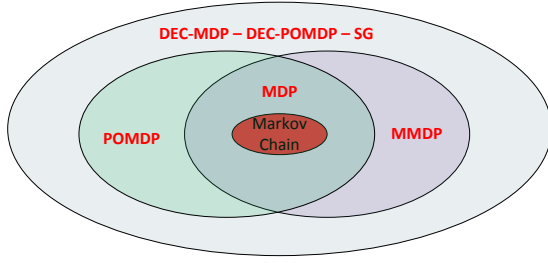 DEC-MDP – DEC-POMDP – SG
MDP
Markov
Chain
POMDP
MMDP